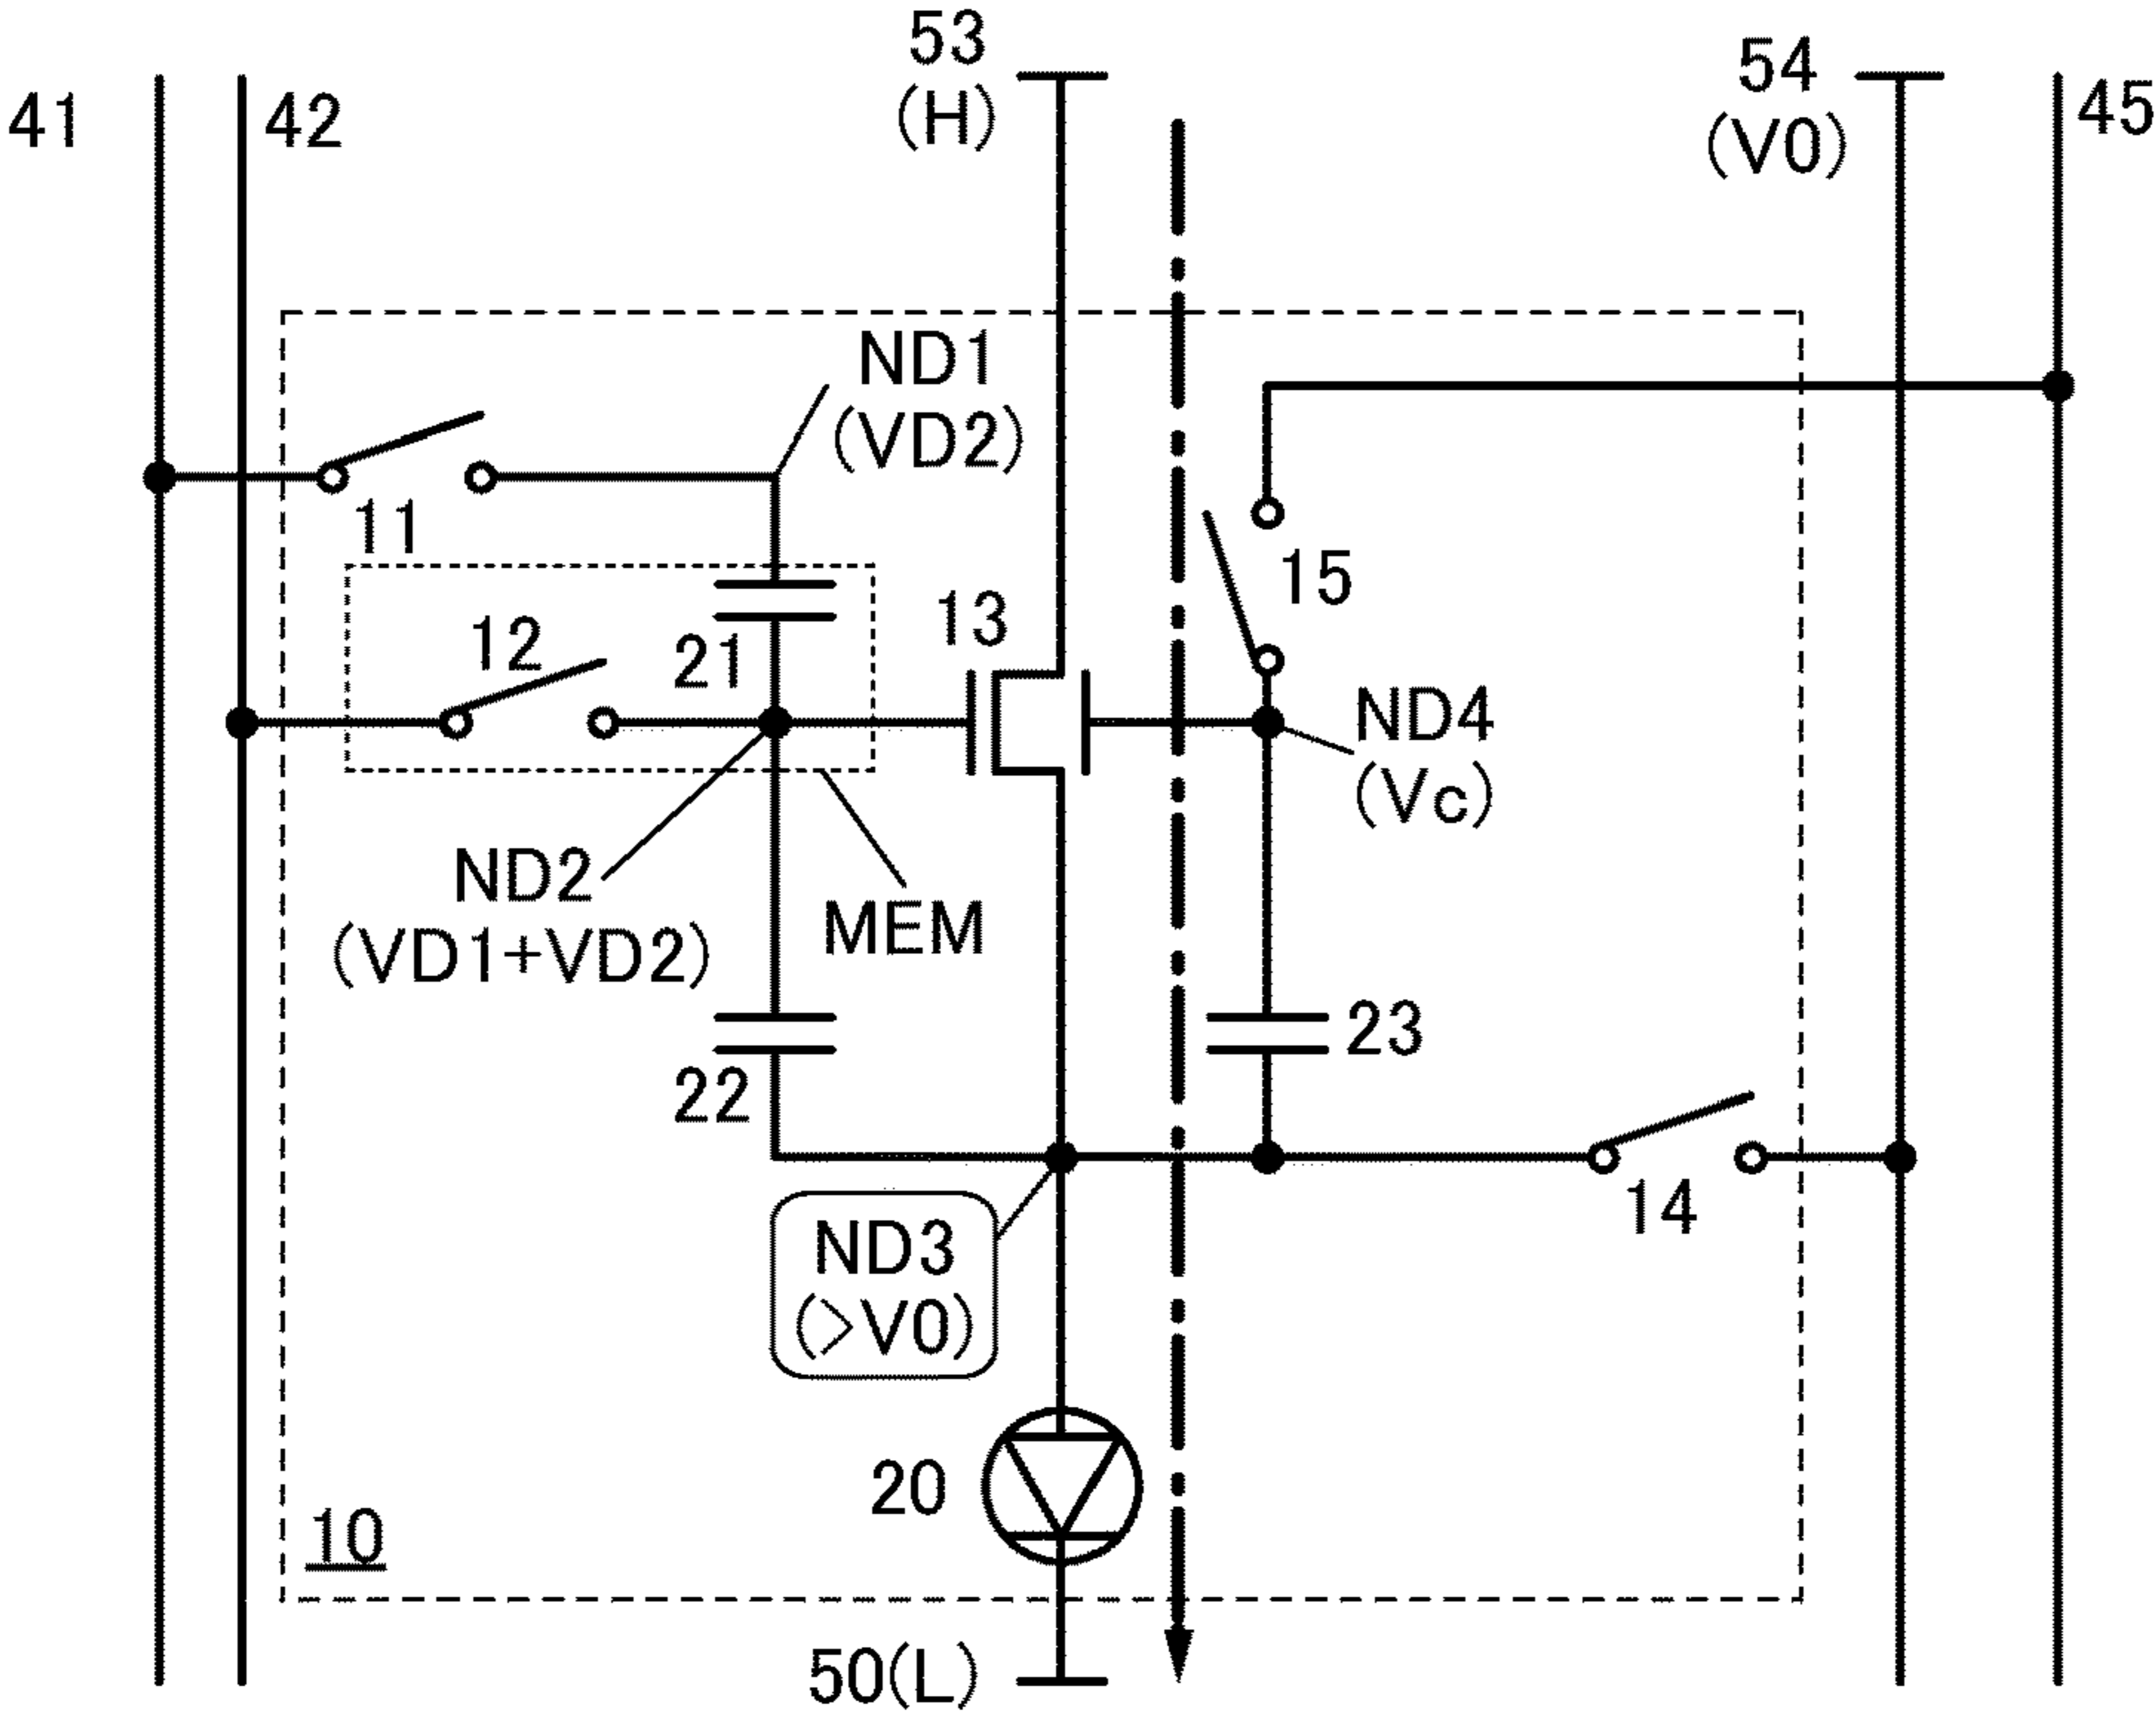 53
(H)
54
(V0)
41
42
45
ND1
(VD2)
11
15
12
21
13
ND4
(Vc)
ND2
(VD1+VD2)
MEM
22
23
14
ND3
(>V0)
20
10
50(L)